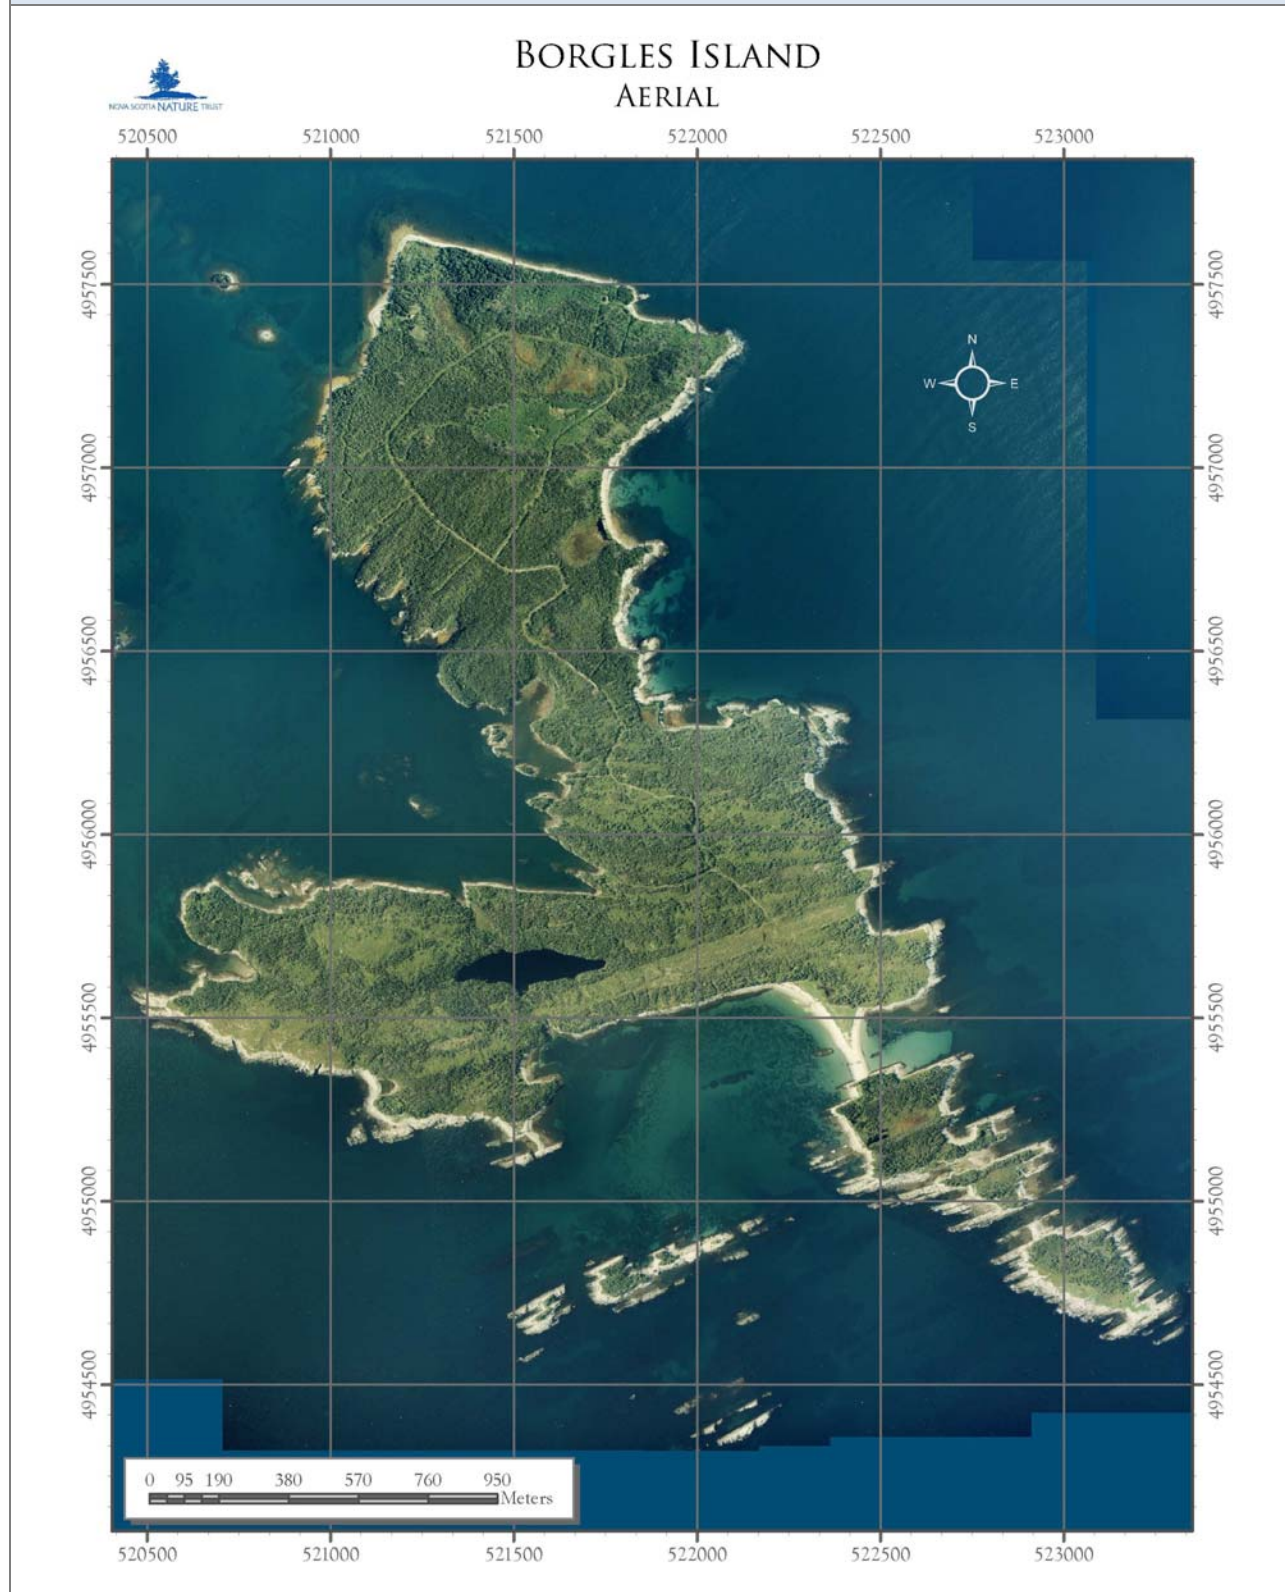 BORGLES ISLAND
AERIAL
NOVA SCOTIA NATURE TRUST
520500 521000 521500 522000 522500 523000
4957500 4957500
N
W E
S
4957000 4957000
4956500 4956500
4956000 4956000
4955500 4955500
4955000 4955000
4954500 4954500
0 95 190 380 570 760 950
Meters
520500 521000 521500 522000 522500 523000